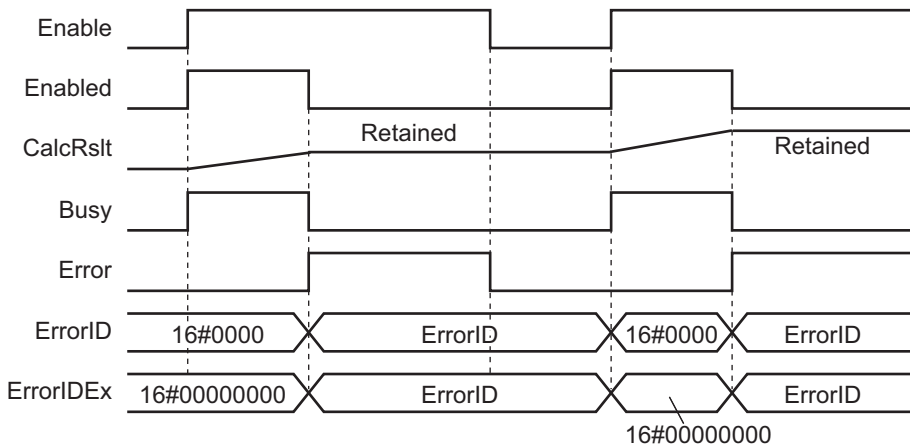 Enable
Enabled
CalcRslt
Retained
Retained
Busy
Error
ErrorID
16#0000
ErrorID
16#0000
ErrorID
ErrorIDEx
16#00000000
ErrorID
ErrorID
16#00000000